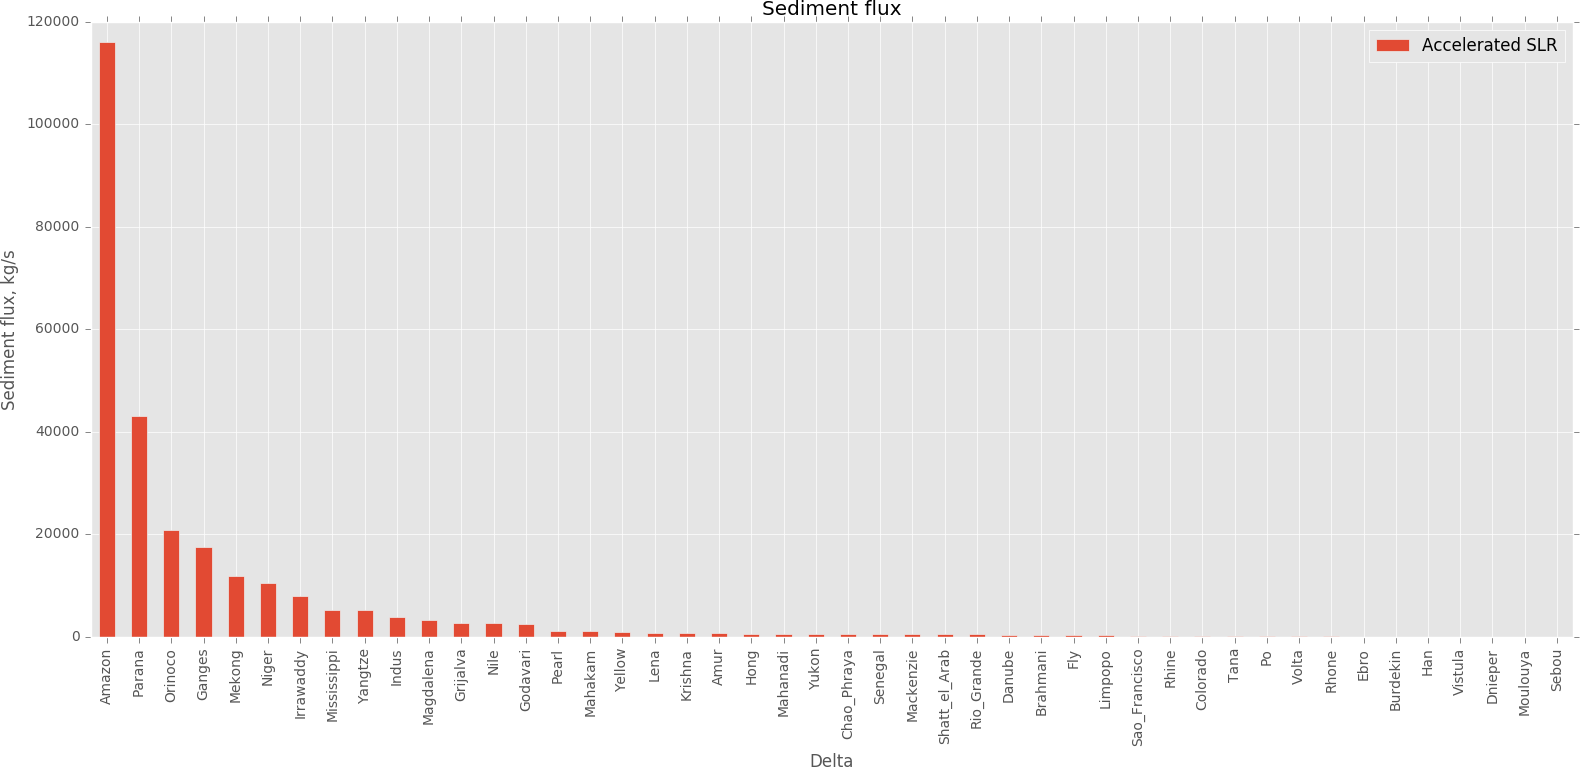 Sediment flux
Accelerated SLR
Sediment flux, kg/s
120000
100000
80000
60000
40000
20000
0
Amazon
Parana
Orinoco
Ganges
Mekong
Niger
Irrawaddy
Mississippi
Yangtze
Indus
Magdalena
Grijalva
Nile
Godavari
Pearl
Mahakam
Yellow
Lena
Krishna
Amur
Hong
Mahanadi
Yukon
Chao_Phraya
Senegal
Mackenzie
Shatt_el_Arab
Rio_Grande
Danube
Brahmani
Fly
Limpopo
Sao_Francisco
Rhine
Colorado
Tana
Po
Volta
Rhone
Ebro
Burdekin
Han
Vistula
Dnieper
Moulouya
Sebou
Delta